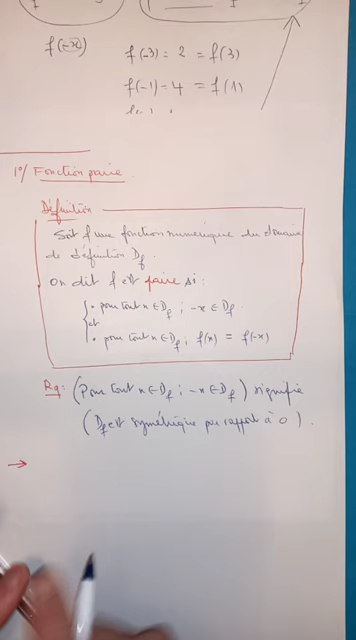 f(-x)
f(-3) = 2 = f(3)
f(-1) = 4 = f(1)
1°/ Fonction paire
Définition
Soit f une fonction numérique du domaine
de définition Df.
On dit f est paire si :
• pour tout x ∈ Df ; -x ∈ Df
et
• pour tout x ∈ Df ; f(x) = f(-x)
Rq : (Pour tout x ∈ Df ; -x ∈ Df) signifie
(Df est symétrique par rapport à 0).
→